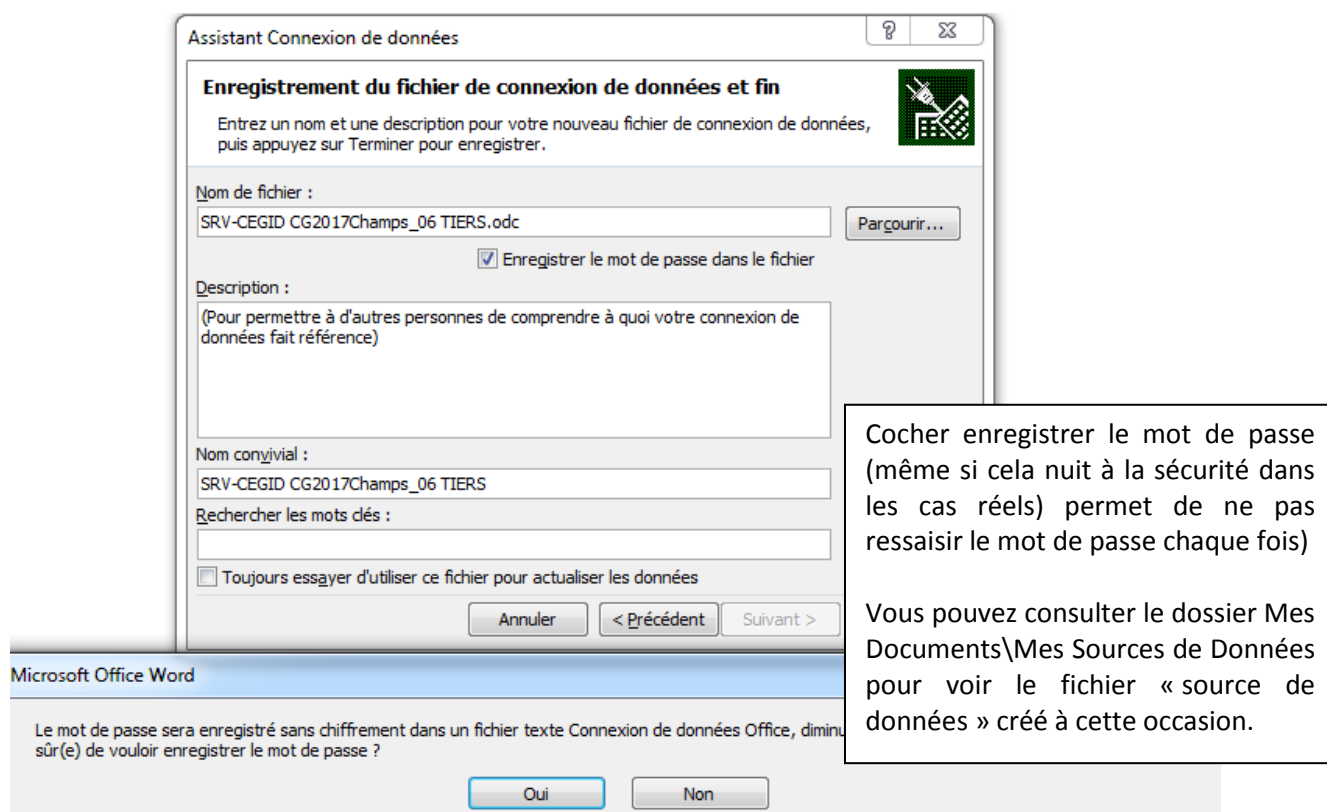 Assistant Connexion de données
Enregistrement du fichier de connexion de données et fin
Entrez un nom et une description pour votre nouveau fichier de connexion de données,
puis appuyez sur Terminer pour enregistrer.
Nom de fichier :
SRV-CEGID CG2017Champs_06 TIERS.odc
Parcourir...
Enregistrer le mot de passe dans le fichier
Description :
(Pour permettre à d'autres personnes de comprendre à quoi votre connexion de
données fait référence)
Nom convivial :
SRV-CEGID CG2017Champs_06 TIERS
Rechercher les mots clés :
Toujours essayer d'utiliser ce fichier pour actualiser les données
Annuler
< Précédent
Suivant >
Cocher enregistrer le mot de passe
(même si cela nuit à la sécurité dans
les cas réels) permet de ne pas
ressaisir le mot de passe chaque fois)
Vous pouvez consulter le dossier Mes
Documents\Mes Sources de Données
pour voir le fichier « source de
données » créé à cette occasion.
Microsoft Office Word
Le mot de passe sera enregistré sans chiffrement dans un fichier texte Connexion de données Office,
sûr(e) de vouloir enregistrer le mot de passe ?
Oui
Non